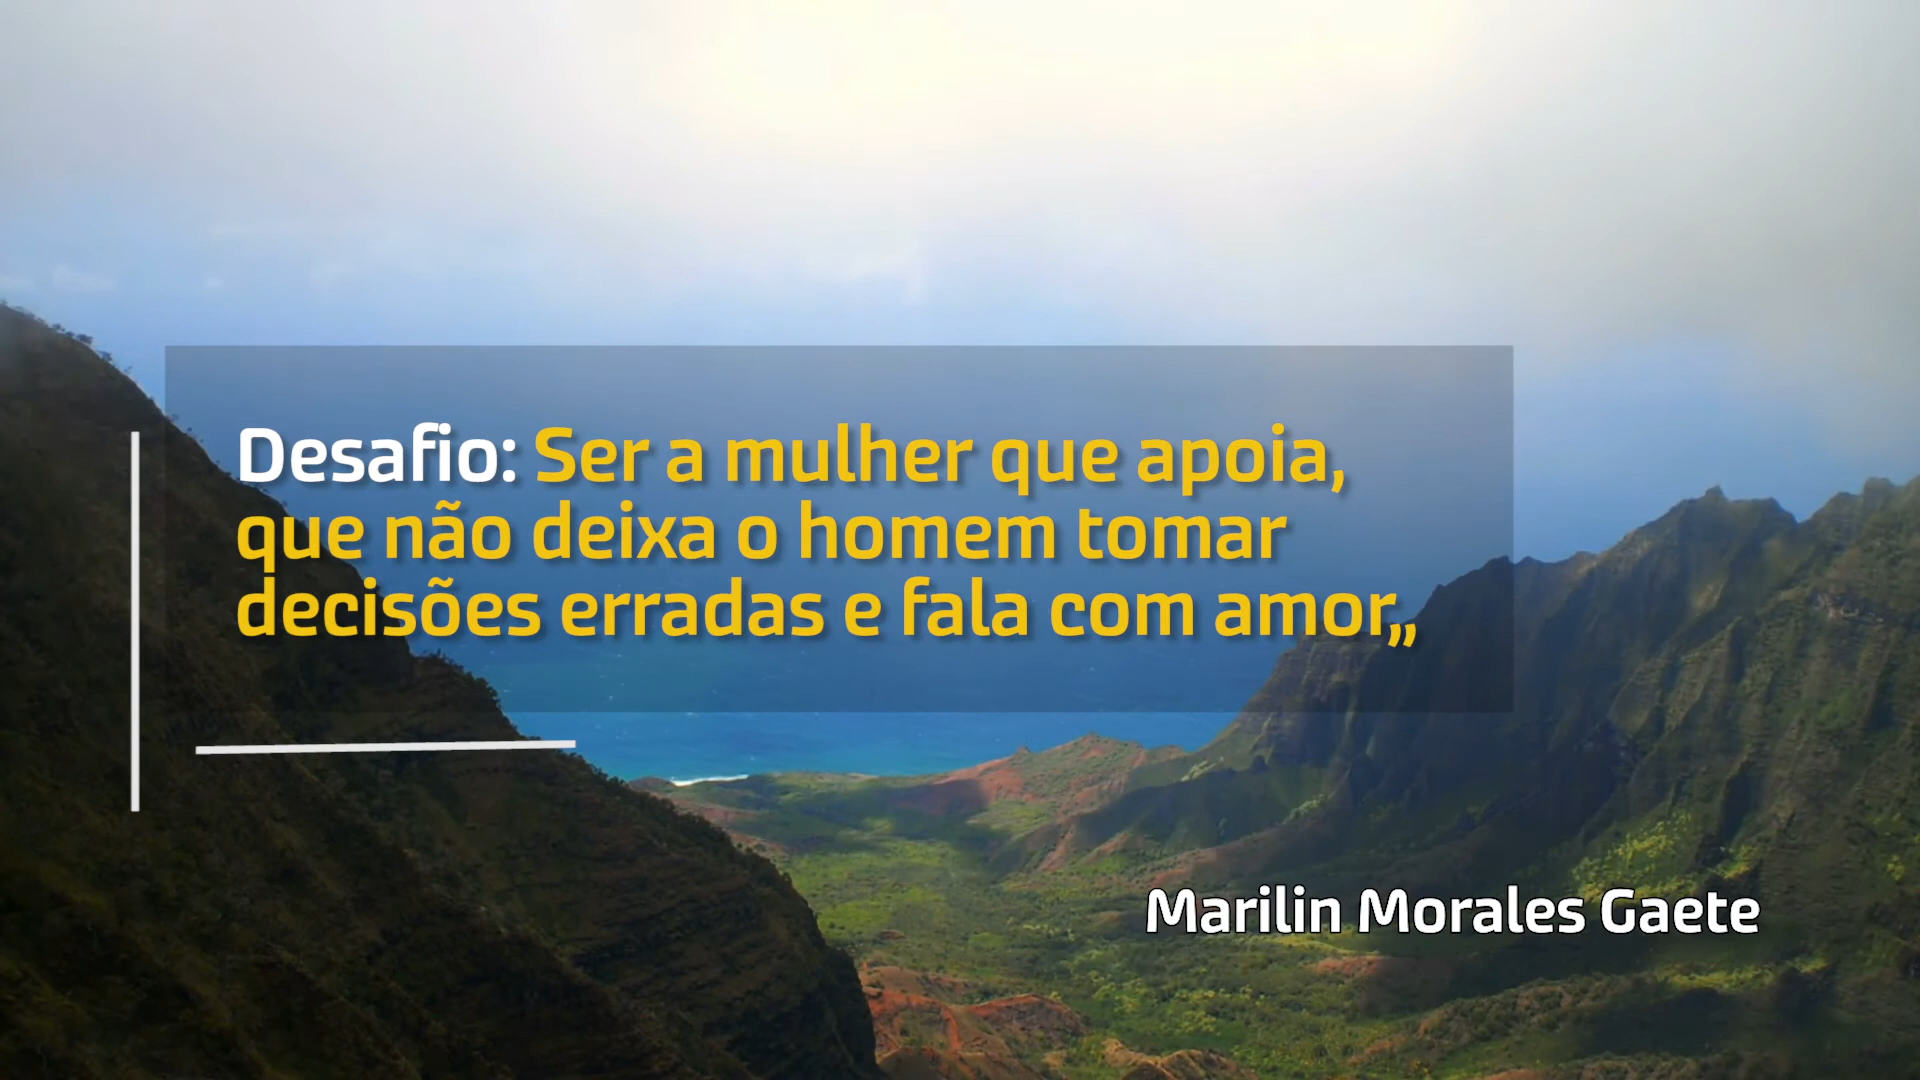 Desafio: Ser a mulher que apoia,
que não deixa o homem tomar
decisões erradas e fala com amor„
Marilin Morales Gaete